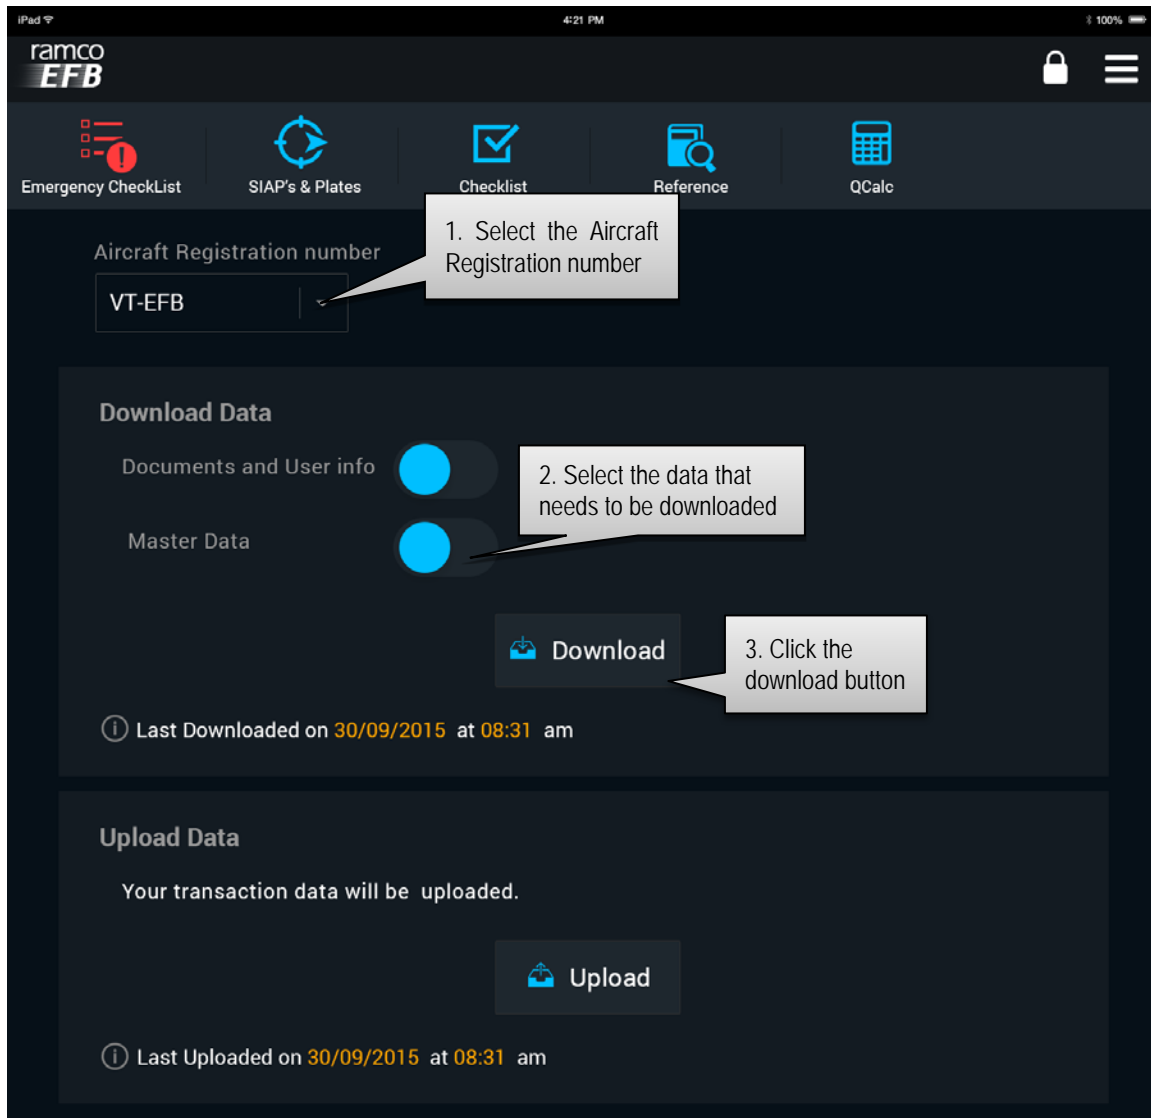 iPad 4:21 PM 100%
ramco
EFB
Emergency CheckList SIAP's & Plates Checklist Reference QCalc
1. Select the Aircraft
Registration number
Aircraft Registration number
VT-EFB
Download Data
Documents and User info
2. Select the data that
needs to be downloaded
Master Data
Download
3. Click the
download button
Last Downloaded on 30/09/2015 at 08:31 am
Upload Data
Your transaction data will be uploaded.
Upload
Last Uploaded on 30/09/2015 at 08:31 am